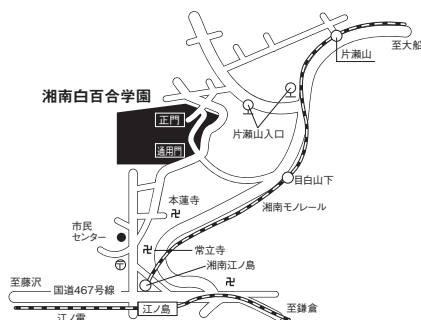 至大船
片瀬山
湘南白百合学園
正門
片瀬山入口
通用門
目白山下
本蓮寺
湘南モノレール
市民
センター
常立寺
湘南江ノ島
至藤沢
国道467号線
江ノ島
至鎌倉
江ノ電